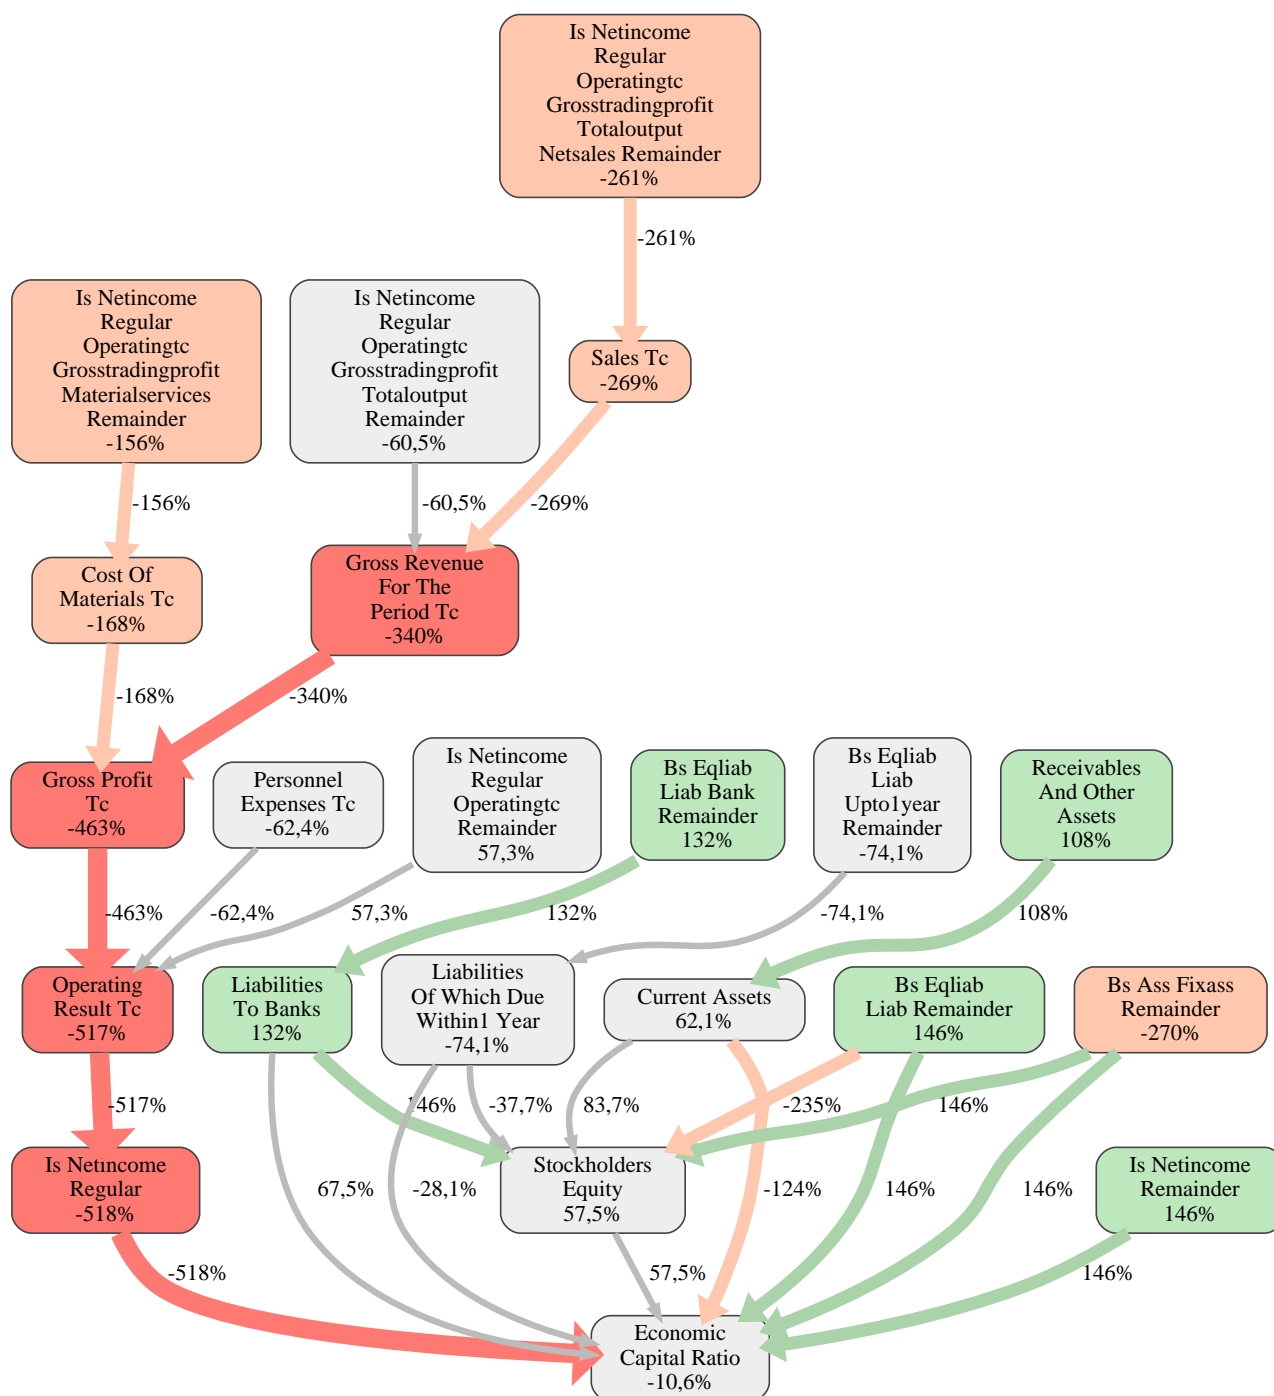 Is Netincome
Regular
Operatingtc
Grosstradingprofit
Totaloutput
Netsales Remainder
-261%
-261%
Is Netincome
Regular
Operatingtc
Grosstradingprofit
Materialservices
Remainder
-156%
Is Netincome
Regular
Operatingtc
Grosstradingprofit
Totaloutput
Remainder
-60,5%
Sales Tc
-269%
-156%
-60,5%
-269%
Cost Of
Materials Tc
-168%
Gross Revenue
For The
Period Tc
-340%
-168%
-340%
Gross Profit
Tc
-463%
Personnel
Expenses Tc
-62,4%
Is Netincome
Regular
Operatingtc
Remainder
57,3%
Bs Eqliab
Liab Bank
Remainder
132%
Bs Eqliab
Liab
Upto1year
Remainder
-74,1%
Receivables
And Other
Assets
108%
-463%
-62,4%
57,3%
132%
-74,1%
108%
Operating
Result Tc
-517%
Liabilities
To Banks
132%
Liabilities
Of Which Due
Within1 Year
-74,1%
Current Assets
62,1%
Bs Eqliab
Liab Remainder
146%
Bs Ass Fixass
Remainder
-270%
-517%
146%
-37,7%
83,7%
-235%
146%
Is Netincome
Regular
-518%
67,5%
-28,1%
Stockholders
Equity
57,5%
-124%
146%
146%
Is Netincome
Remainder
146%
-518%
57,5%
146%
Economic
Capital Ratio
-10,6%